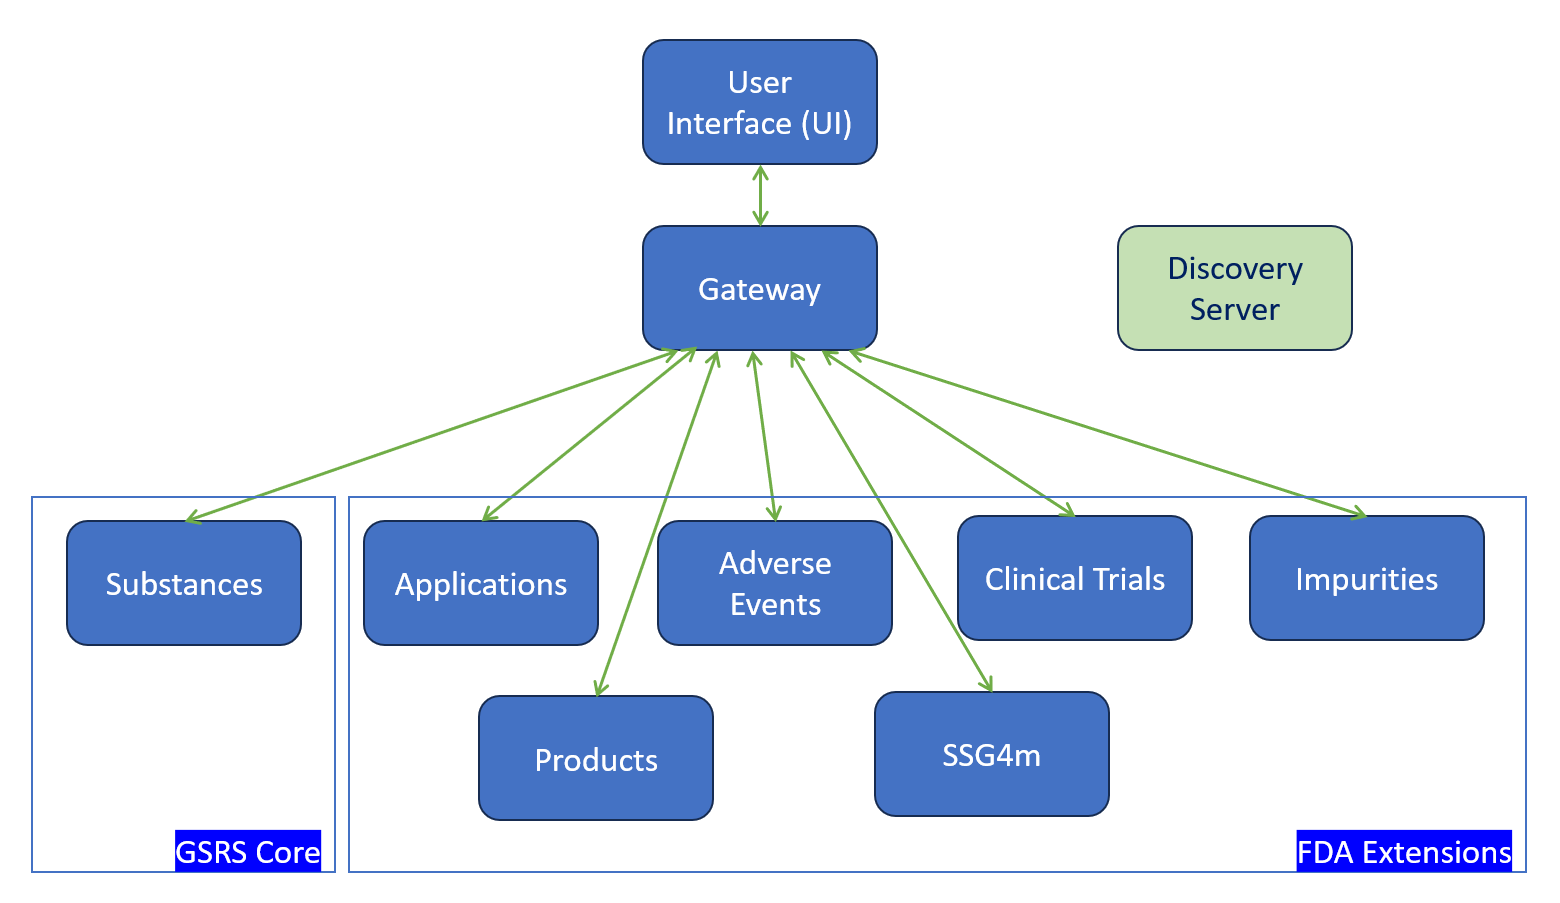 User
Interface (UI)
Gateway
Discovery
Server
Substances
Applications
Adverse
Events
Clinical Trials
Impurities
Products
SSG4m
GSRS Core
FDA Extensions